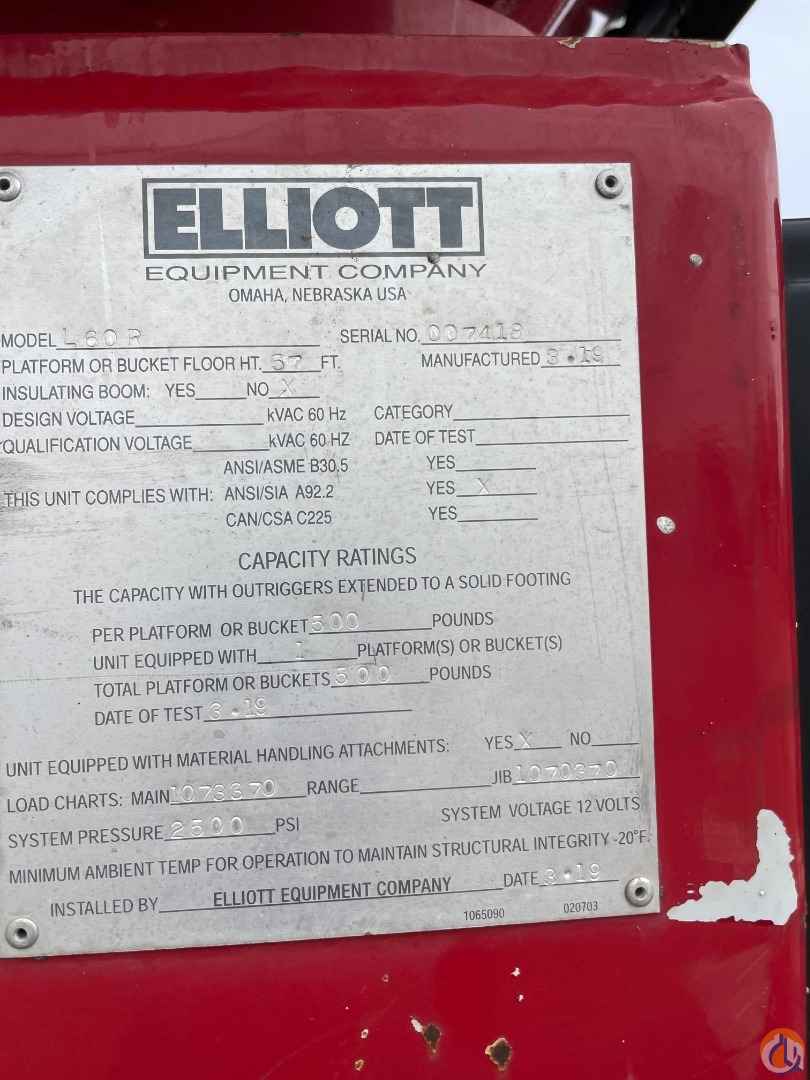 ELLIOTT
EQUIPMENT COMPANY
OMAHA, NEBRASKA USA
MODEL L60R SERIAL NO. 007418
PLATFORM OR BUCKET FLOOR HT. 57 FT. MANUFACTURED 3•19
INSULATING BOOM: YES NO X
DESIGN VOLTAGE kVAC 60 Hz CATEGORY
QUALIFICATION VOLTAGE kVAC 60 HZ DATE OF TEST
ANSI/ASME B30.5 YES
THIS UNIT COMPLIES WITH: ANSI/SIA A92.2 YES X
CAN/CSA C225 YES
CAPACITY RATINGS
THE CAPACITY WITH OUTRIGGERS EXTENDED TO A SOLID FOOTING
PER PLATFORM OR BUCKET 500 POUNDS
UNIT EQUIPPED WITH 1 PLATFORM(S) OR BUCKET(S)
TOTAL PLATFORM OR BUCKETS 500 POUNDS
DATE OF TEST 3•19
UNIT EQUIPPED WITH MATERIAL HANDLING ATTACHMENTS: YES X NO
LOAD CHARTS: MAIN 1073370 RANGE JIB 1070370
SYSTEM PRESSURE 2500 PSI SYSTEM VOLTAGE 12 VOLTS
MINIMUM AMBIENT TEMP FOR OPERATION TO MAINTAIN STRUCTURAL INTEGRITY -20°F.
INSTALLED BY ELLIOTT EQUIPMENT COMPANY DATE 3•19
1065090 020703